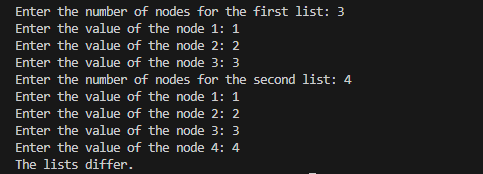 Enter the number of nodes for the first list: 3
Enter the value of the node 1: 1
Enter the value of the node 2: 2
Enter the value of the node 3: 3
Enter the number of nodes for the second list: 4
Enter the value of the node 1: 1
Enter the value of the node 2: 2
Enter the value of the node 3: 3
Enter the value of the node 4: 4
The lists differ.